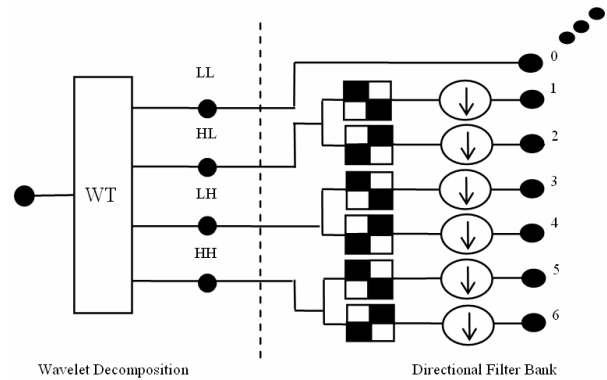 0
LL
1
HL
2
WT
LH
3
4
HH
5
6
Wavelet Decomposition
Directional Filter Bank